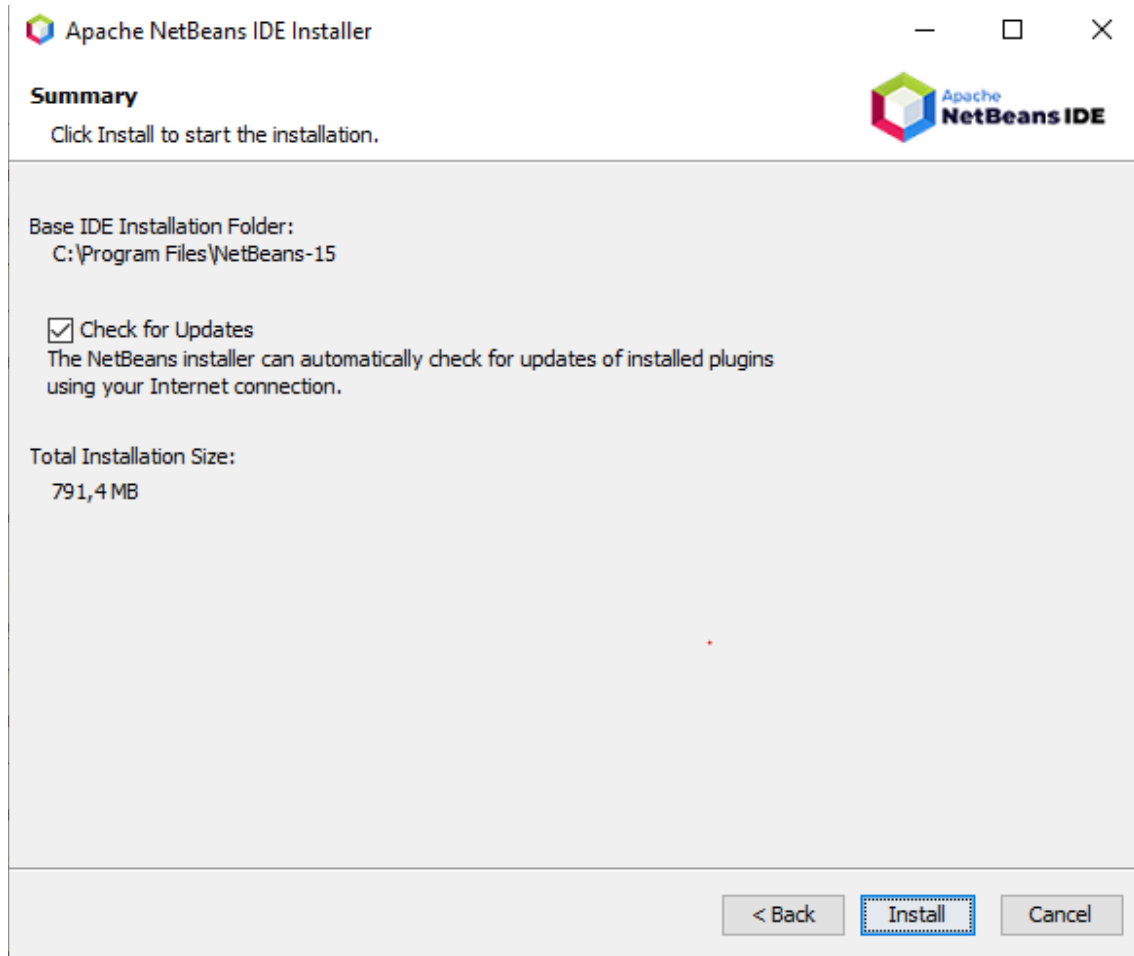 Apache NetBeans IDE Installer
Summary
Click Install to start the installation.
Apache
NetBeans IDE
Base IDE Installation Folder:
C:\Program Files\NetBeans-15
Check for Updates
The NetBeans installer can automatically check for updates of installed plugins
using your Internet connection.
Total Installation Size:
791,4 MB
< Back Install Cancel